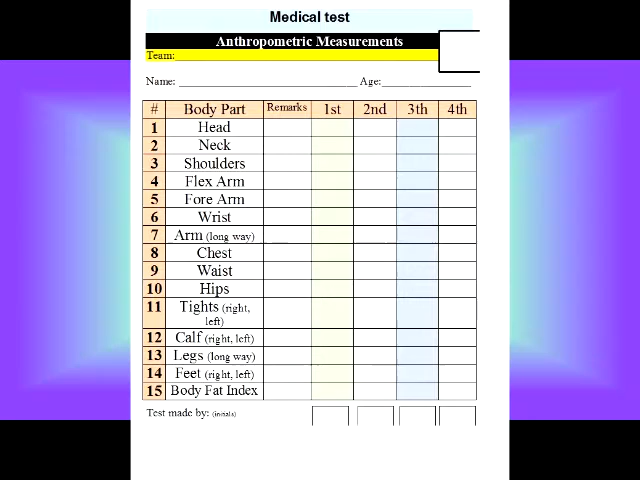 Medical test
Anthropometric Measurements
Team:
Name: Age:
# Body Part Remarks 1st 2nd 3th 4th
1 Head
2 Neck
3 Shoulders
4 Flex Arm
5 Fore Arm
6 Wrist
7 Arm (long way)
8 Chest
9 Waist
10 Hips
11 Tights (right,
left)
12 Calf (right, left)
13 Legs (long way)
14 Feet (right, left)
15 Body Fat Index
Test made by: (incials)